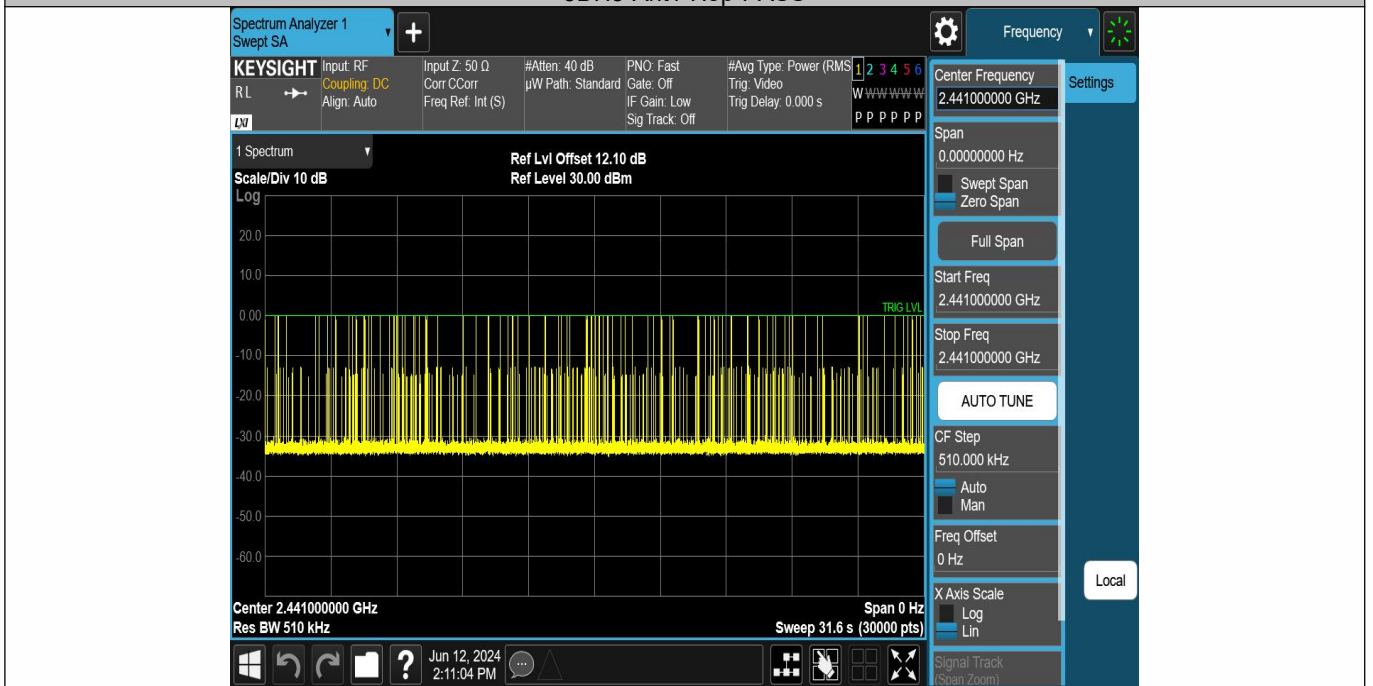 Spectrum Analyzer 1
Swept SA
Frequency
KEYSIGHT
RL
LXI
Input: RF
Coupling: DC
Align: Auto
Input Z: 50 Ω
Corr CCorr
Freq Ref: Int (S)
#Atten: 40 dB
µW Path: Standard
PNO: Fast
Gate: Off
IF Gain: Low
Sig Track: Off
#Avg Type: Power (RMS
Trig: Video
Trig Delay: 0.000 s
1 2 3 4 5 6
W W W W W W
P P P P P P
Center Frequency
2.441000000 GHz
Settings
Span
0.00000000 Hz
Swept Span
Zero Span
Full Span
Start Freq
2.441000000 GHz
Stop Freq
2.441000000 GHz
AUTO TUNE
CF Step
510.000 kHz
Auto
Man
Freq Offset
0 Hz
X Axis Scale
Log
Lin
Signal Track
(Span Zoom)
Local
1 Spectrum
Scale/Div 10 dB
Ref Lvl Offset 12.10 dB
Ref Level 30.00 dBm
Log
20.0
10.0
0.00
-10.0
-20.0
-30.0
-40.0
-50.0
-60.0
TRIG LVL
Center 2.441000000 GHz
Res BW 510 kHz
Span 0 Hz
Sweep 31.6 s (30000 pts)
?
Jun 12, 2024
2:11:04 PM